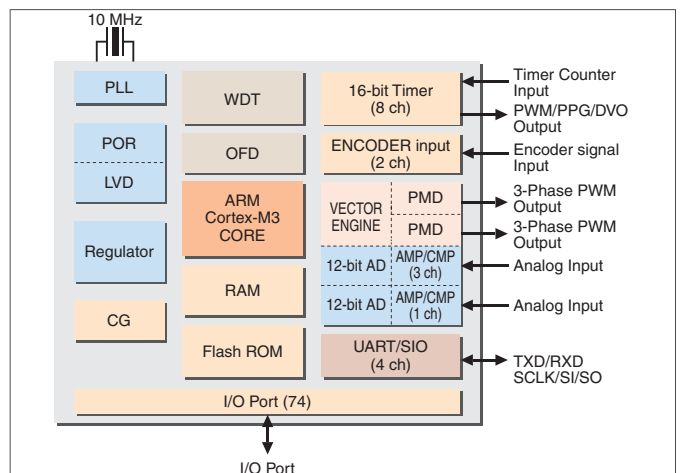 10 MHz
PLL
POR
LVD
Regulator
CG
WDT
OFD
ARM
Cortex-M3
CORE
RAM
Flash ROM
16-bit Timer
(8 ch)
ENCODER input
(2 ch)
VECTOR
ENGINE
PMD
PMD
12-bit AD
AMP/CMP
(3 ch)
12-bit AD
AMP/CMP
(1 ch)
UART/SIO
(4 ch)
I/O Port (74)
Timer Counter
Input
PWM/PPG/DVO
Output
Encoder signal
Input
3-Phase PWM
Output
3-Phase PWM
Output
Analog Input
Analog Input
TXD/RXD
SCLK/SI/SO
I/O Port